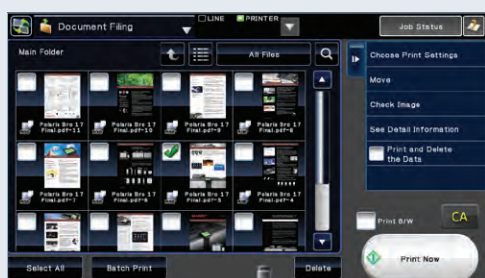 Document Filing
LINE
PRINTER
Job Status
Main Folder
All Files
Choose Print Settings
Move
Check Image
See Detail Information
Print and Delete
the Data
Polaris Bro 17
Final.pdf-11
Polaris Bro 17
Final.pdf-10
Polaris Bro 17
Final.pdf-9
Polaris Bro 17
Final.pdf-8
Polaris Bro 17
Final.pdf-7
Polaris Bro 17
Final.pdf-6
Polaris Bro 17
Final.pdf-5
Polaris Bro 17
Final.pdf-4
Print B/W
CA
Print Now
Select All
Batch Print
Delete